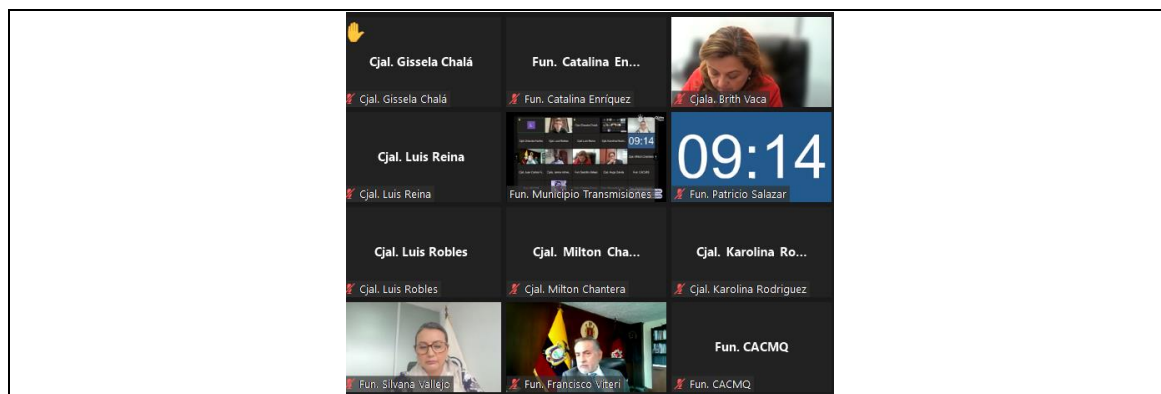 Cjal. Gissela Chalá
Cjal. Gissela Chalá
Fun. Catalina En...
Fun. Catalina Enríquez
Cjala. Brith Vaca
Cjal. Luis Reina
Cjal. Luis Reina
09:14
Fun. Municipio Transmisiones
09:14
Fun. Patricio Salazar
Cjal. Luis Robles
Cjal. Luis Robles
Cjal. Milton Cha...
Cjal. Milton Chantera
Cjal. Karolina Ro...
Cjal. Karolina Rodriguez
Fun. Silvana Vallejo
Fun. Francisco Viteri
Fun. CACMQ
Fun. CACMQ